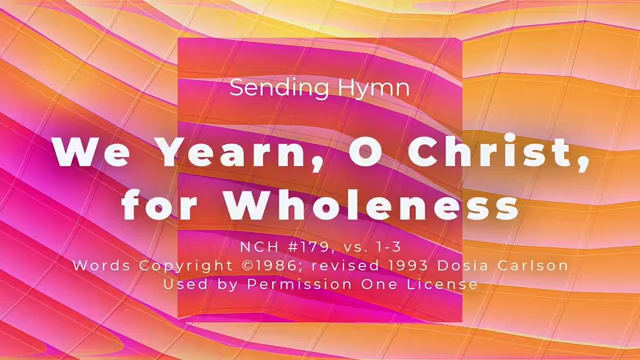 Sending Hymn
We Yearn, O Christ,
for Wholeness
NCH #179, vs. 1-3
Words Copyright ©1986; revised 1993 Dosia Carlson
Used by Permission One License